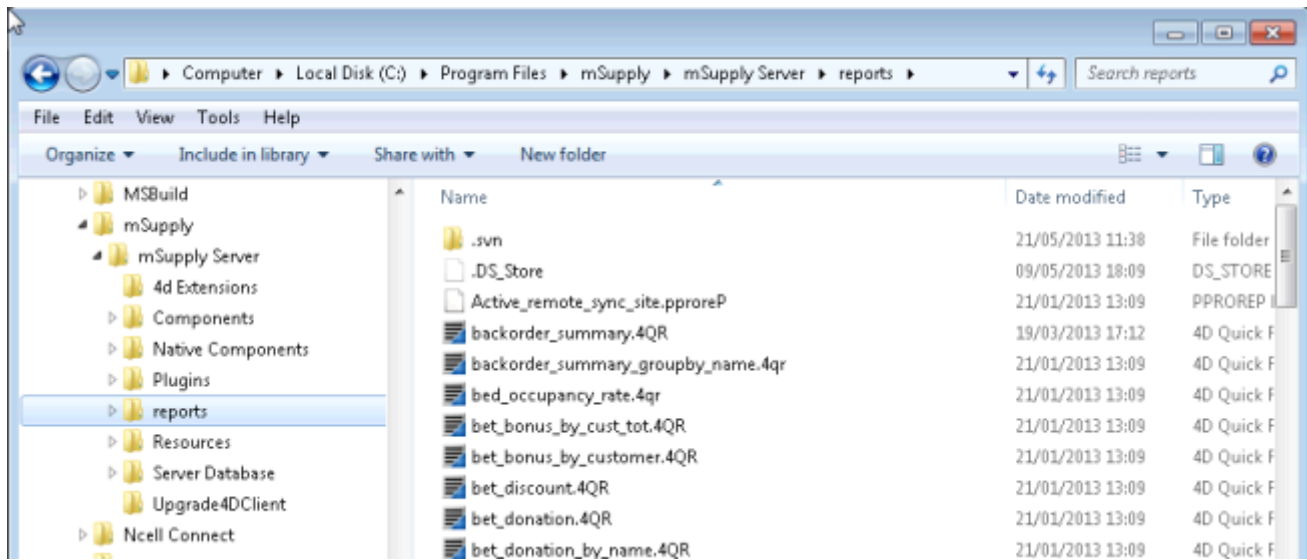 Computer Local Disk (C:) Program Files mSupply mSupply Server reports Search reports
File Edit View Tools Help
Organize Include in library Share with New folder
MSBuild
mSupply
mSupply Server
4d Extensions
Components
Native Components
Plugins
reports
Resources
Server Database
Upgrade4DClient
Ncell Connect
Name Date modified Type
.svn 21/05/2013 11:38 File folder
.DS_Store 09/05/2013 18:09 DS_STORE
Active_remote_sync_site.pproreP 21/01/2013 13:09 PPROREP
backorder_summary.4QR 19/03/2013 17:12 4D Quick F
backorder_summary_groupby_name.4qr 21/01/2013 13:09 4D Quick F
bed_occupancy_rate.4qr 21/01/2013 13:09 4D Quick F
bet_bonus_by_cust_tot.4QR 21/01/2013 13:09 4D Quick F
bet_bonus_by_customer.4QR 21/01/2013 13:09 4D Quick F
bet_discount.4QR 21/01/2013 13:09 4D Quick F
bet_donation.4QR 21/01/2013 13:09 4D Quick F
bet_donation_by_name.4QR 21/01/2013 13:09 4D Quick F